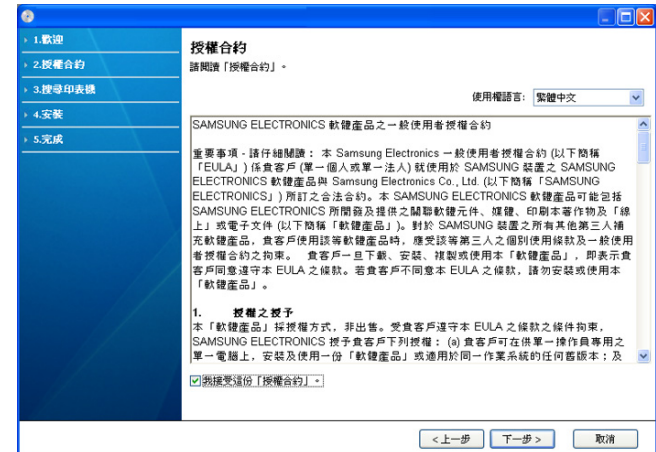 1.歡迎
2.授權合約
3.搜尋印表機
4.安裝
5.完成
授權合約
請閱讀「授權合約」。
使用權語言: 繁體中文
SAMSUNG ELECTRONICS 軟體產品之一般使用者授權合約
重要事項 - 請仔細閱讀： 本 Samsung Electronics 一般使用者授權合約 (以下簡稱
「EULA」) 係貴客戶 (單一個人或單一法人) 就使用於 SAMSUNG 裝置之 SAMSUNG
ELECTRONICS 軟體產品與 Samsung Electronics Co., Ltd. (以下簡稱「SAMSUNG
ELECTRONICS」) 所訂之合法合約。本 SAMSUNG ELECTRONICS 軟體產品可能包括
SAMSUNG ELECTRONICS 所開發及提供之關聯軟體元件、媒體、印刷本著作物及「線
上」或電子文件 (以下簡稱「軟體產品」)。對於 SAMSUNG 裝置之所有其他第三人補
充軟體產品，貴客戶使用該等軟體產品時，應受該等第三人之個別使用條款及一般使用
者授權合約之拘束。 貴客戶一旦下載、安裝、複製或使用本「軟體產品」，即表示貴
客戶同意遵守本 EULA 之條款。若貴客戶不同意本 EULA 之條款，請勿安裝或使用本
「軟體產品」。
1. 授權之授予
本「軟體產品」採授權方式，非出售。受貴客戶遵守本 EULA 之條款之條件拘束，
SAMSUNG ELECTRONICS 授予貴客戶下列授權： (a) 貴客戶可在供單一操作員專用之
單一電腦上，安裝及使用一份「軟體產品」或適用於同一作業系統的任何舊版本；及
我接受這份「授權合約」。
<上一步 下一步> 取消